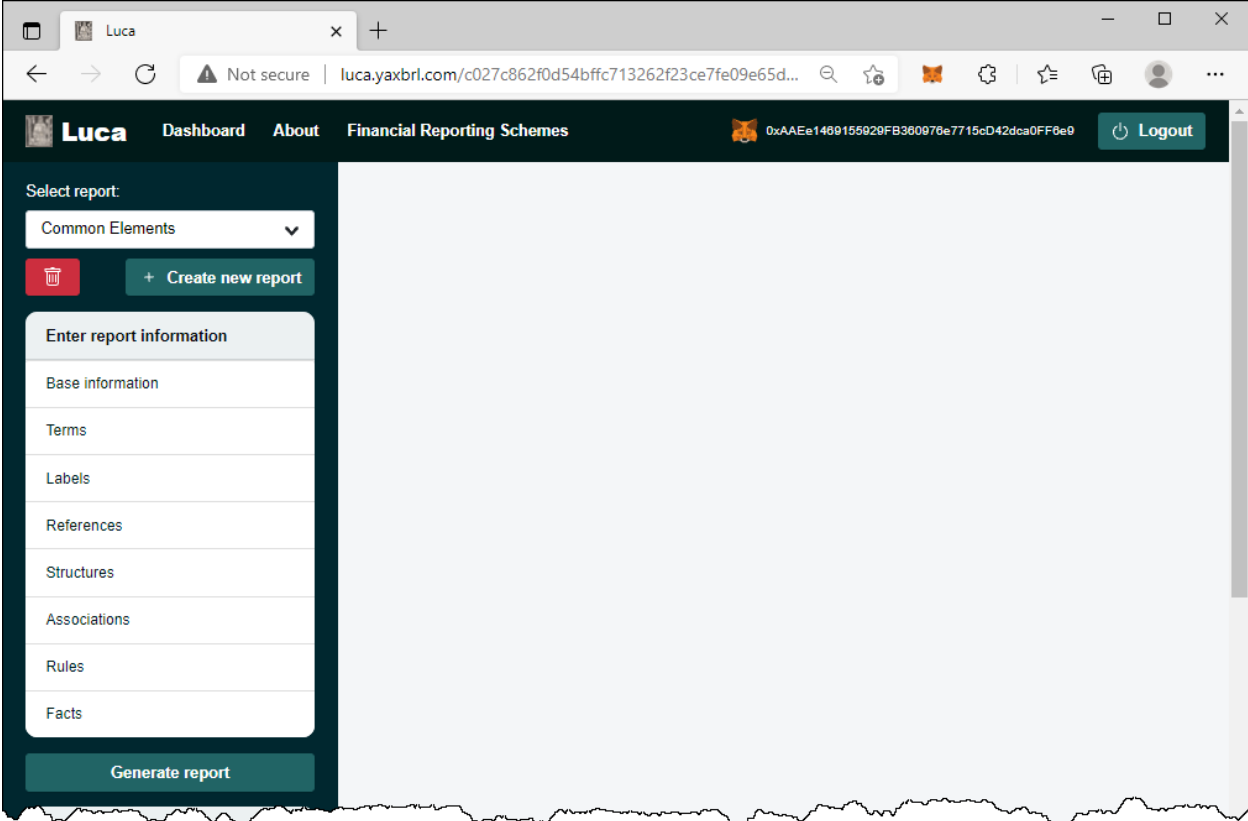 Luca
Not secure luca.yaxbrl.com/c027c862f0d54bffc713262f23ce7fe09e65d...
Luca Dashboard About Financial Reporting Schemes 0xAAEe1469155929FB360976e7715cD42dca0FF6e9 Logout
Select report:
Common Elements
+ Create new report
Enter report information
Base information
Terms
Labels
References
Structures
Associations
Rules
Facts
Generate report